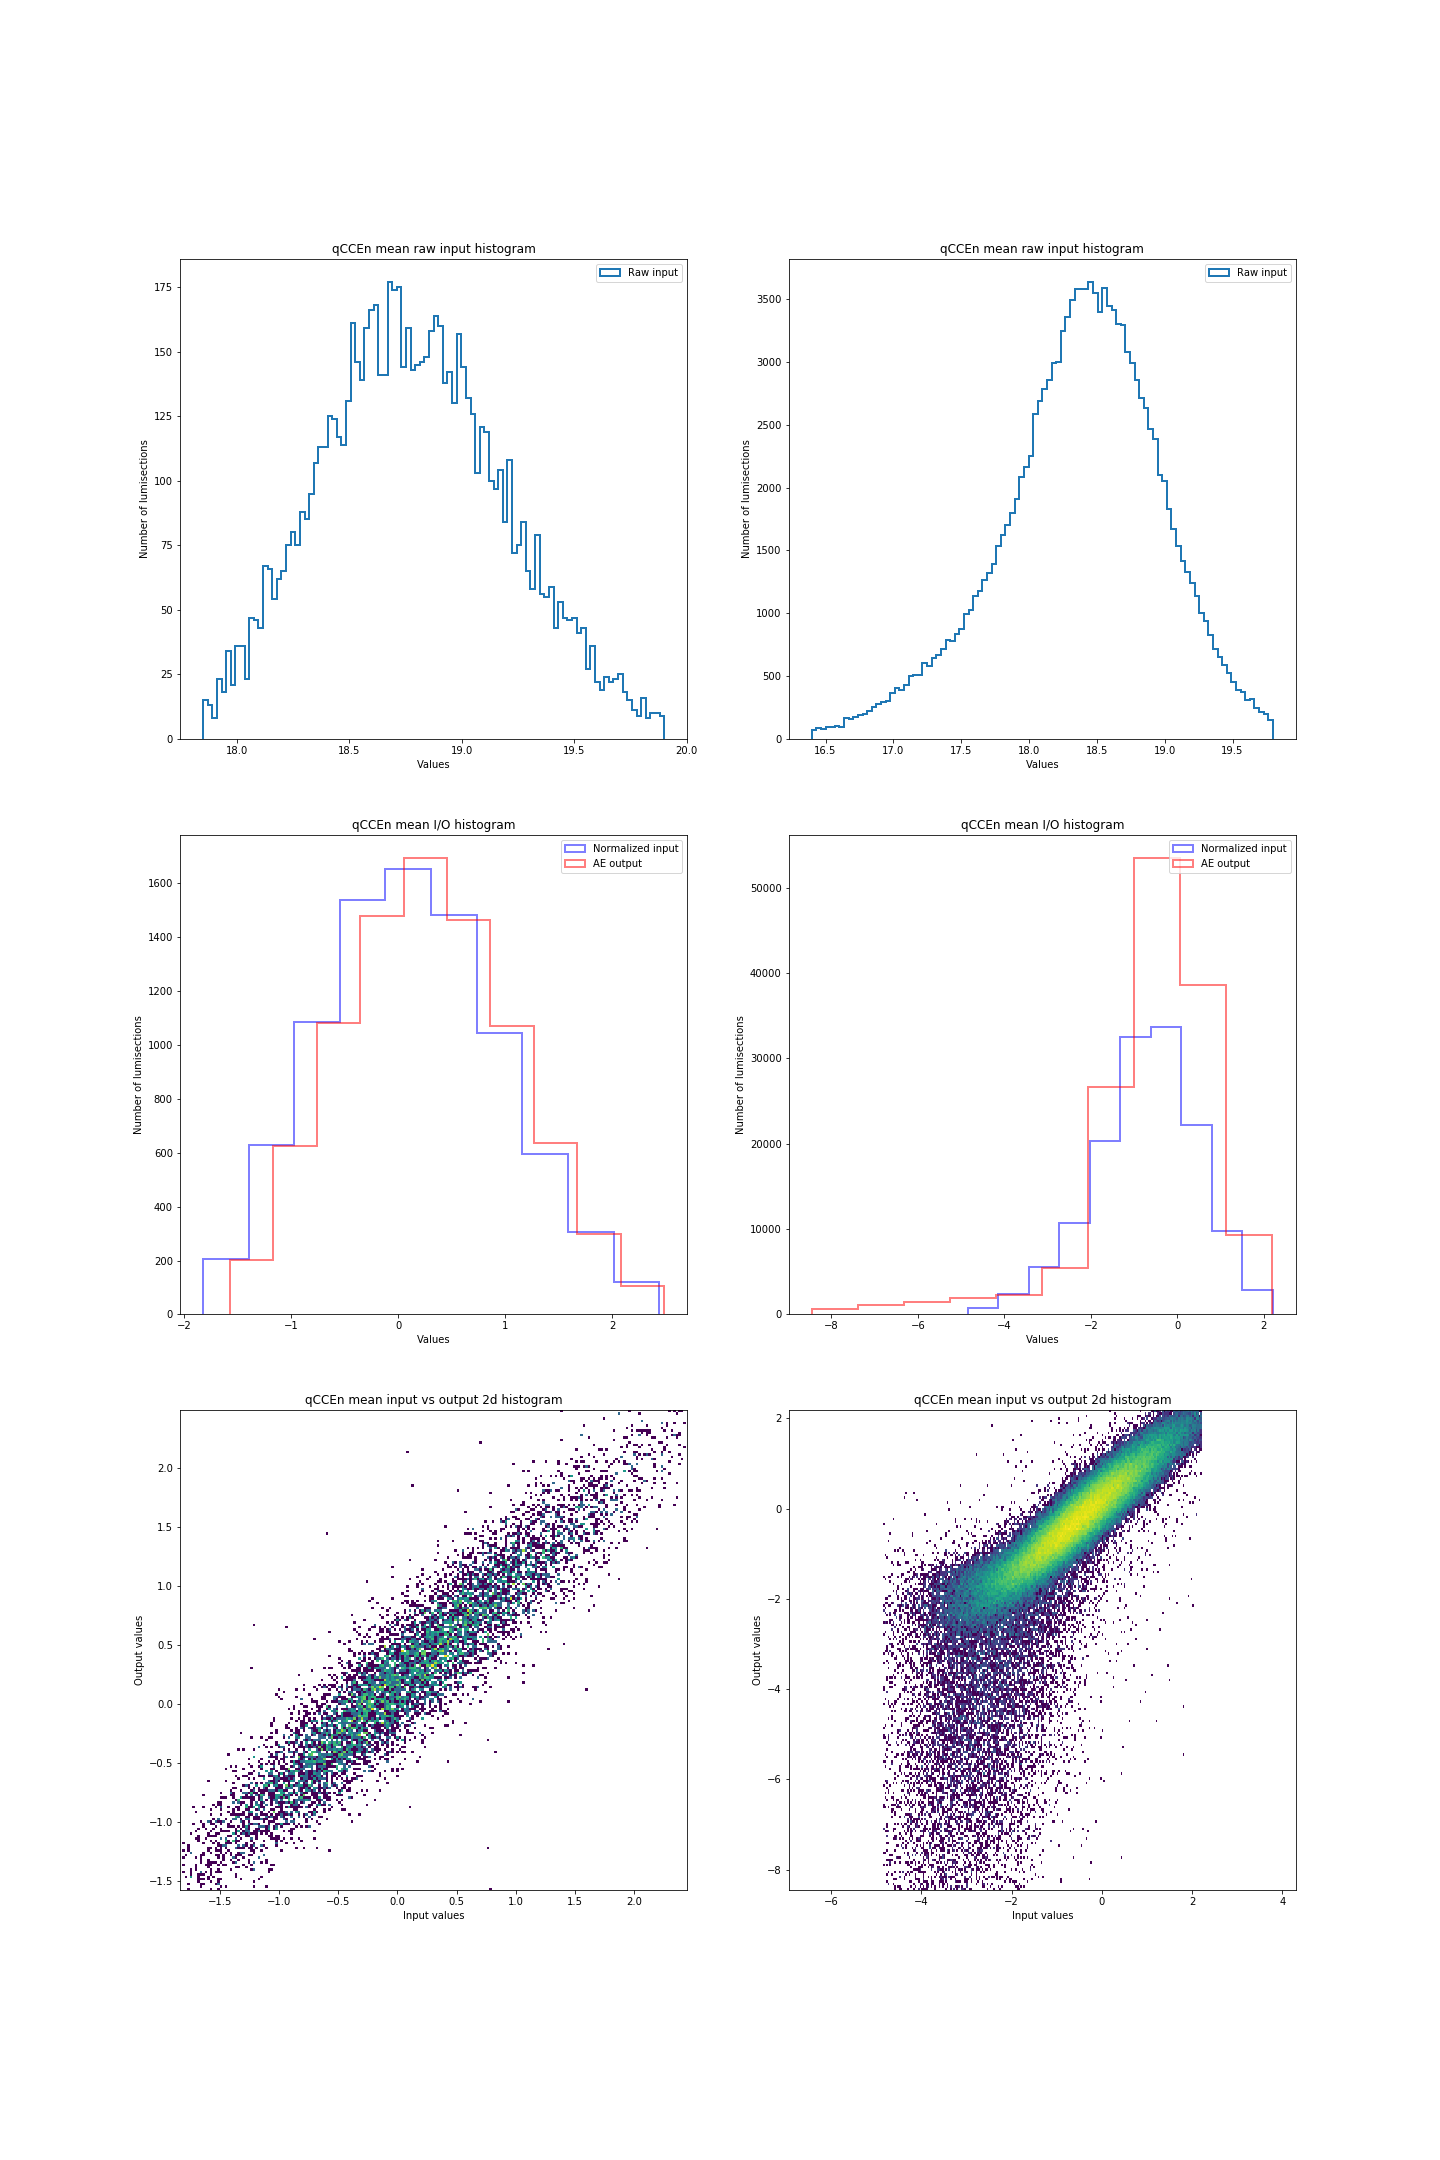 qCCEn mean raw input histogram
Raw input
175
150
125
100
75
50
25
0
Number of lumisections
18.0 18.5 19.0 19.5 20.0
Values
qCCEn mean raw input histogram
Raw input
3500
3000
2500
2000
1500
1000
500
0
Number of lumisections
16.5 17.0 17.5 18.0 18.5 19.0 19.5
Values
qCCEn mean I/O histogram
Normalized input
AE output
1600
1400
1200
1000
800
600
400
200
0
Number of lumisections
−2 −1 0 1 2
Values
qCCEn mean I/O histogram
Normalized input
AE output
50000
40000
30000
20000
10000
0
Number of lumisections
−8 −6 −4 −2 0 2
Values
qCCEn mean input vs output 2d histogram
2.0
1.5
1.0
0.5
0.0
−0.5
−1.0
−1.5
Output values
−1.5 −1.0 −0.5 0.0 0.5 1.0 1.5 2.0
Input values
qCCEn mean input vs output 2d histogram
2
0
−2
−4
−6
−8
Output values
−6 −4 −2 0 2 4
Input values